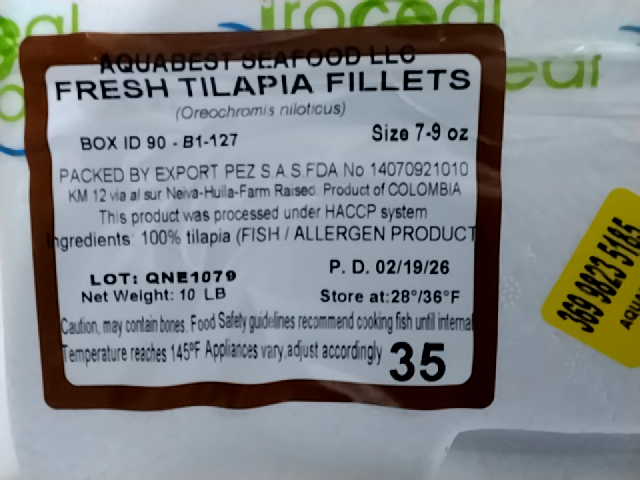 AQUABEST SEAFOOD LLC
FRESH TILAPIA FILLETS
(Oreochromis niloticus)
BOX ID 90 - B1-127
Size 7-9 oz
PACKED BY EXPORT PEZ S.A.S.FDA No 14070921010
KM 12 via al sur Neiva-Huila-Farm Raised. Product of COLOMBIA
This product was processed under HACCP system
Ingredients: 100% tilapia (FISH / ALLERGEN PRODUCT
LOT: QNE1079
P. D. 02/19/26
Net Weight: 10 LB
Store at:28°/36°F
Caution, may contain bones. Food Safety guidelines recommend cooking fish until internal
Temperature reaches 145ºF Appliances vary,adjust accordingly
35
369 9823 5185
AQUA